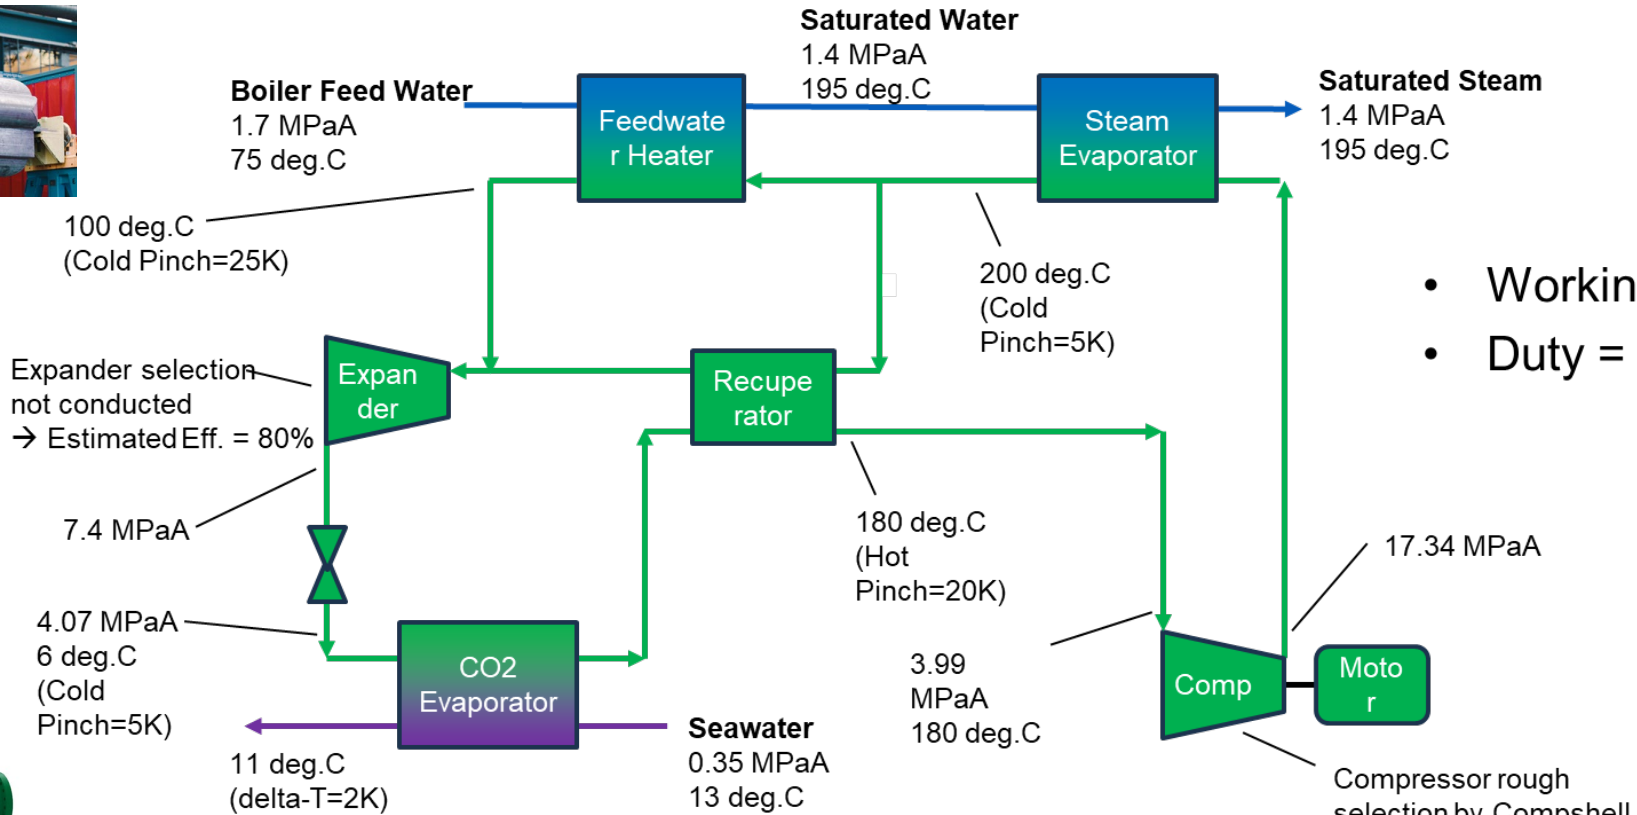 Saturated Water
1.4 MPaA
195 deg.C
Boiler Feed Water
1.7 MPaA
75 deg.C
Feedwate
r Heater
Steam
Evaporator
Saturated Steam
1.4 MPaA
195 deg.C
100 deg.C
(Cold Pinch=25K)
200 deg.C
(Cold
Pinch=5K)
• Workin
• Duty =
Expander selection
not conducted
→ Estimated Eff. = 80%
Expan
der
Recupe
rator
7.4 MPaA
180 deg.C
(Hot
Pinch=20K)
17.34 MPaA
4.07 MPaA
6 deg.C
(Cold
Pinch=5K)
CO2
Evaporator
3.99
MPaA
180 deg.C
Comp
Moto
r
11 deg.C
(delta-T=2K)
Seawater
0.35 MPaA
13 deg.C
Compressor rough
selection by Compshell